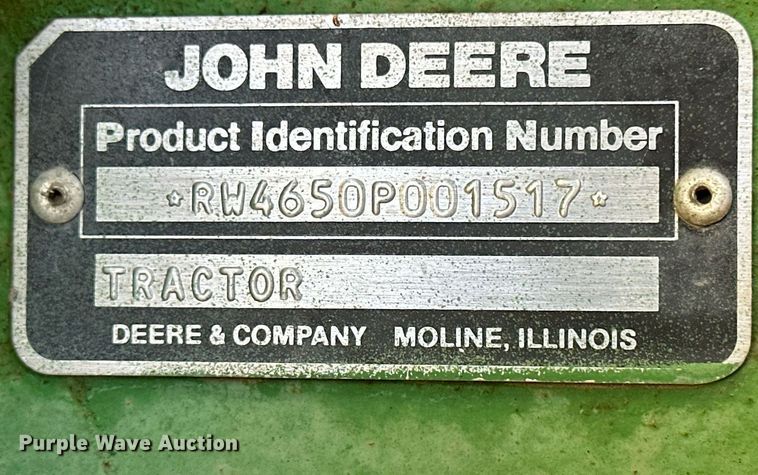 JOHN DEERE
Product Identification Number
*RW4650P001517*
TRACTOR
DEERE & COMPANY MOLINE, ILLINOIS
Purple Wave Auction